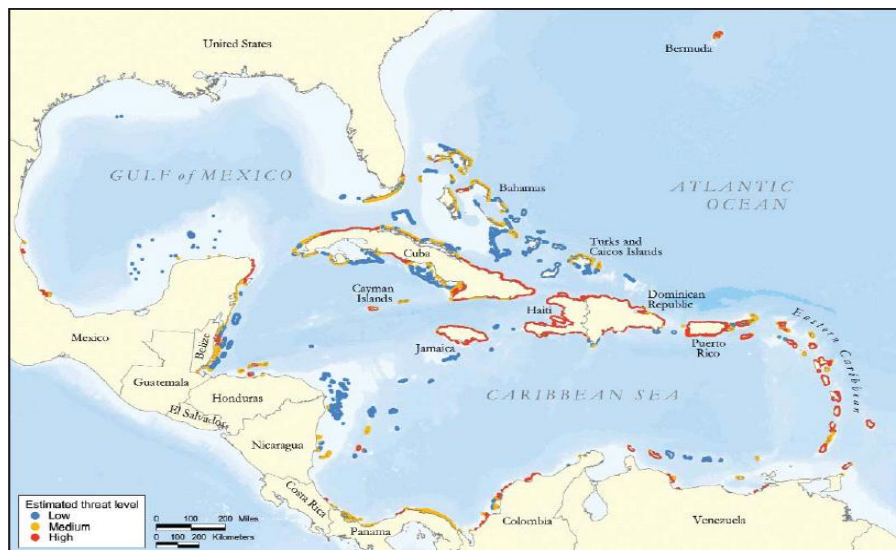 United States
Bermuda
GULF of MEXICO
Bahamas
ATLANTIC
OCEAN
Turks and
Caicos Islands
Cuba
Cayman
Islands
Haiti
Dominican
Republic
Mexico
Belize
Jamaica
Puerto
Rico
Eastern Caribbean
Guatemala
Honduras
CARIBBEAN SEA
El Salvador
Nicaragua
Costa Rica
Panama
Colombia
Venezuela
Estimated threat level
Low
Medium
High
0 100 200 Miles
0 100 200 Kilometers